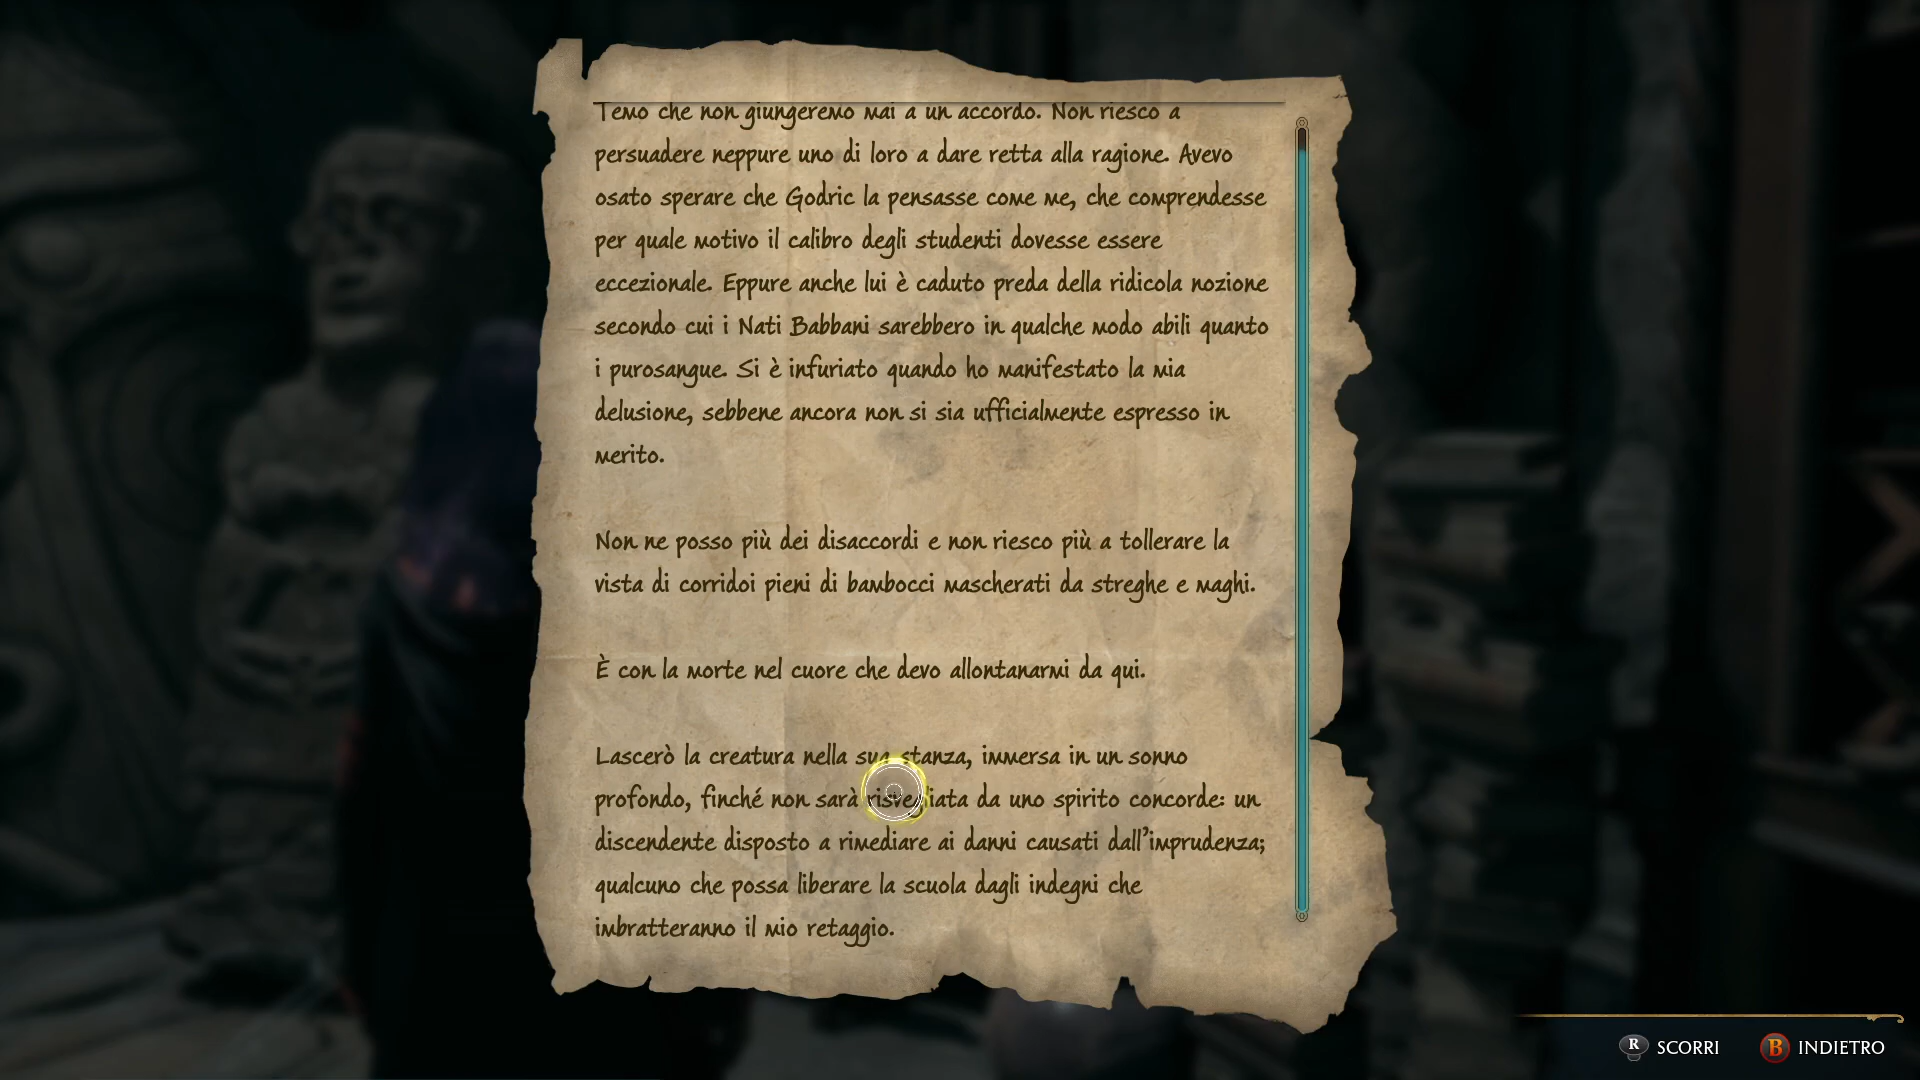 Temo che non giungeremo mai a un accordo. Non riesco a
persuadere neppure uno di loro a dare retta alla ragione. Avevo
osato sperare che Godric la pensasse come me, che comprendesse
per quale motivo il calibro degli studenti dovesse essere
eccezionale. Eppure anche lui è caduto preda della ridicola nozione
secondo cui i Nati Babbani sarebbero in qualche modo abili quanto
i purosangue. Si è infuriato quando ho manifestato la mia
delusione, sebbene ancora non si sia ufficialmente espresso in
merito.
Non ne posso più dei disaccordi e non riesco più a tollerare la
vista di corridoi pieni di bambocci mascherati da streghe e maghi.
È con la morte nel cuore che devo allontanarmi da qui.
Lascerò la creatura nella sua stanza, immersa in un sonno
profondo, finché non sarà risvegliata da uno spirito concorde: un
discendente disposto a rimediare ai danni causati dall'imprudenza;
qualcuno che possa liberare la scuola dagli indegni che
imbratteranno il mio retaggio.
R SCORRI B INDIETRO